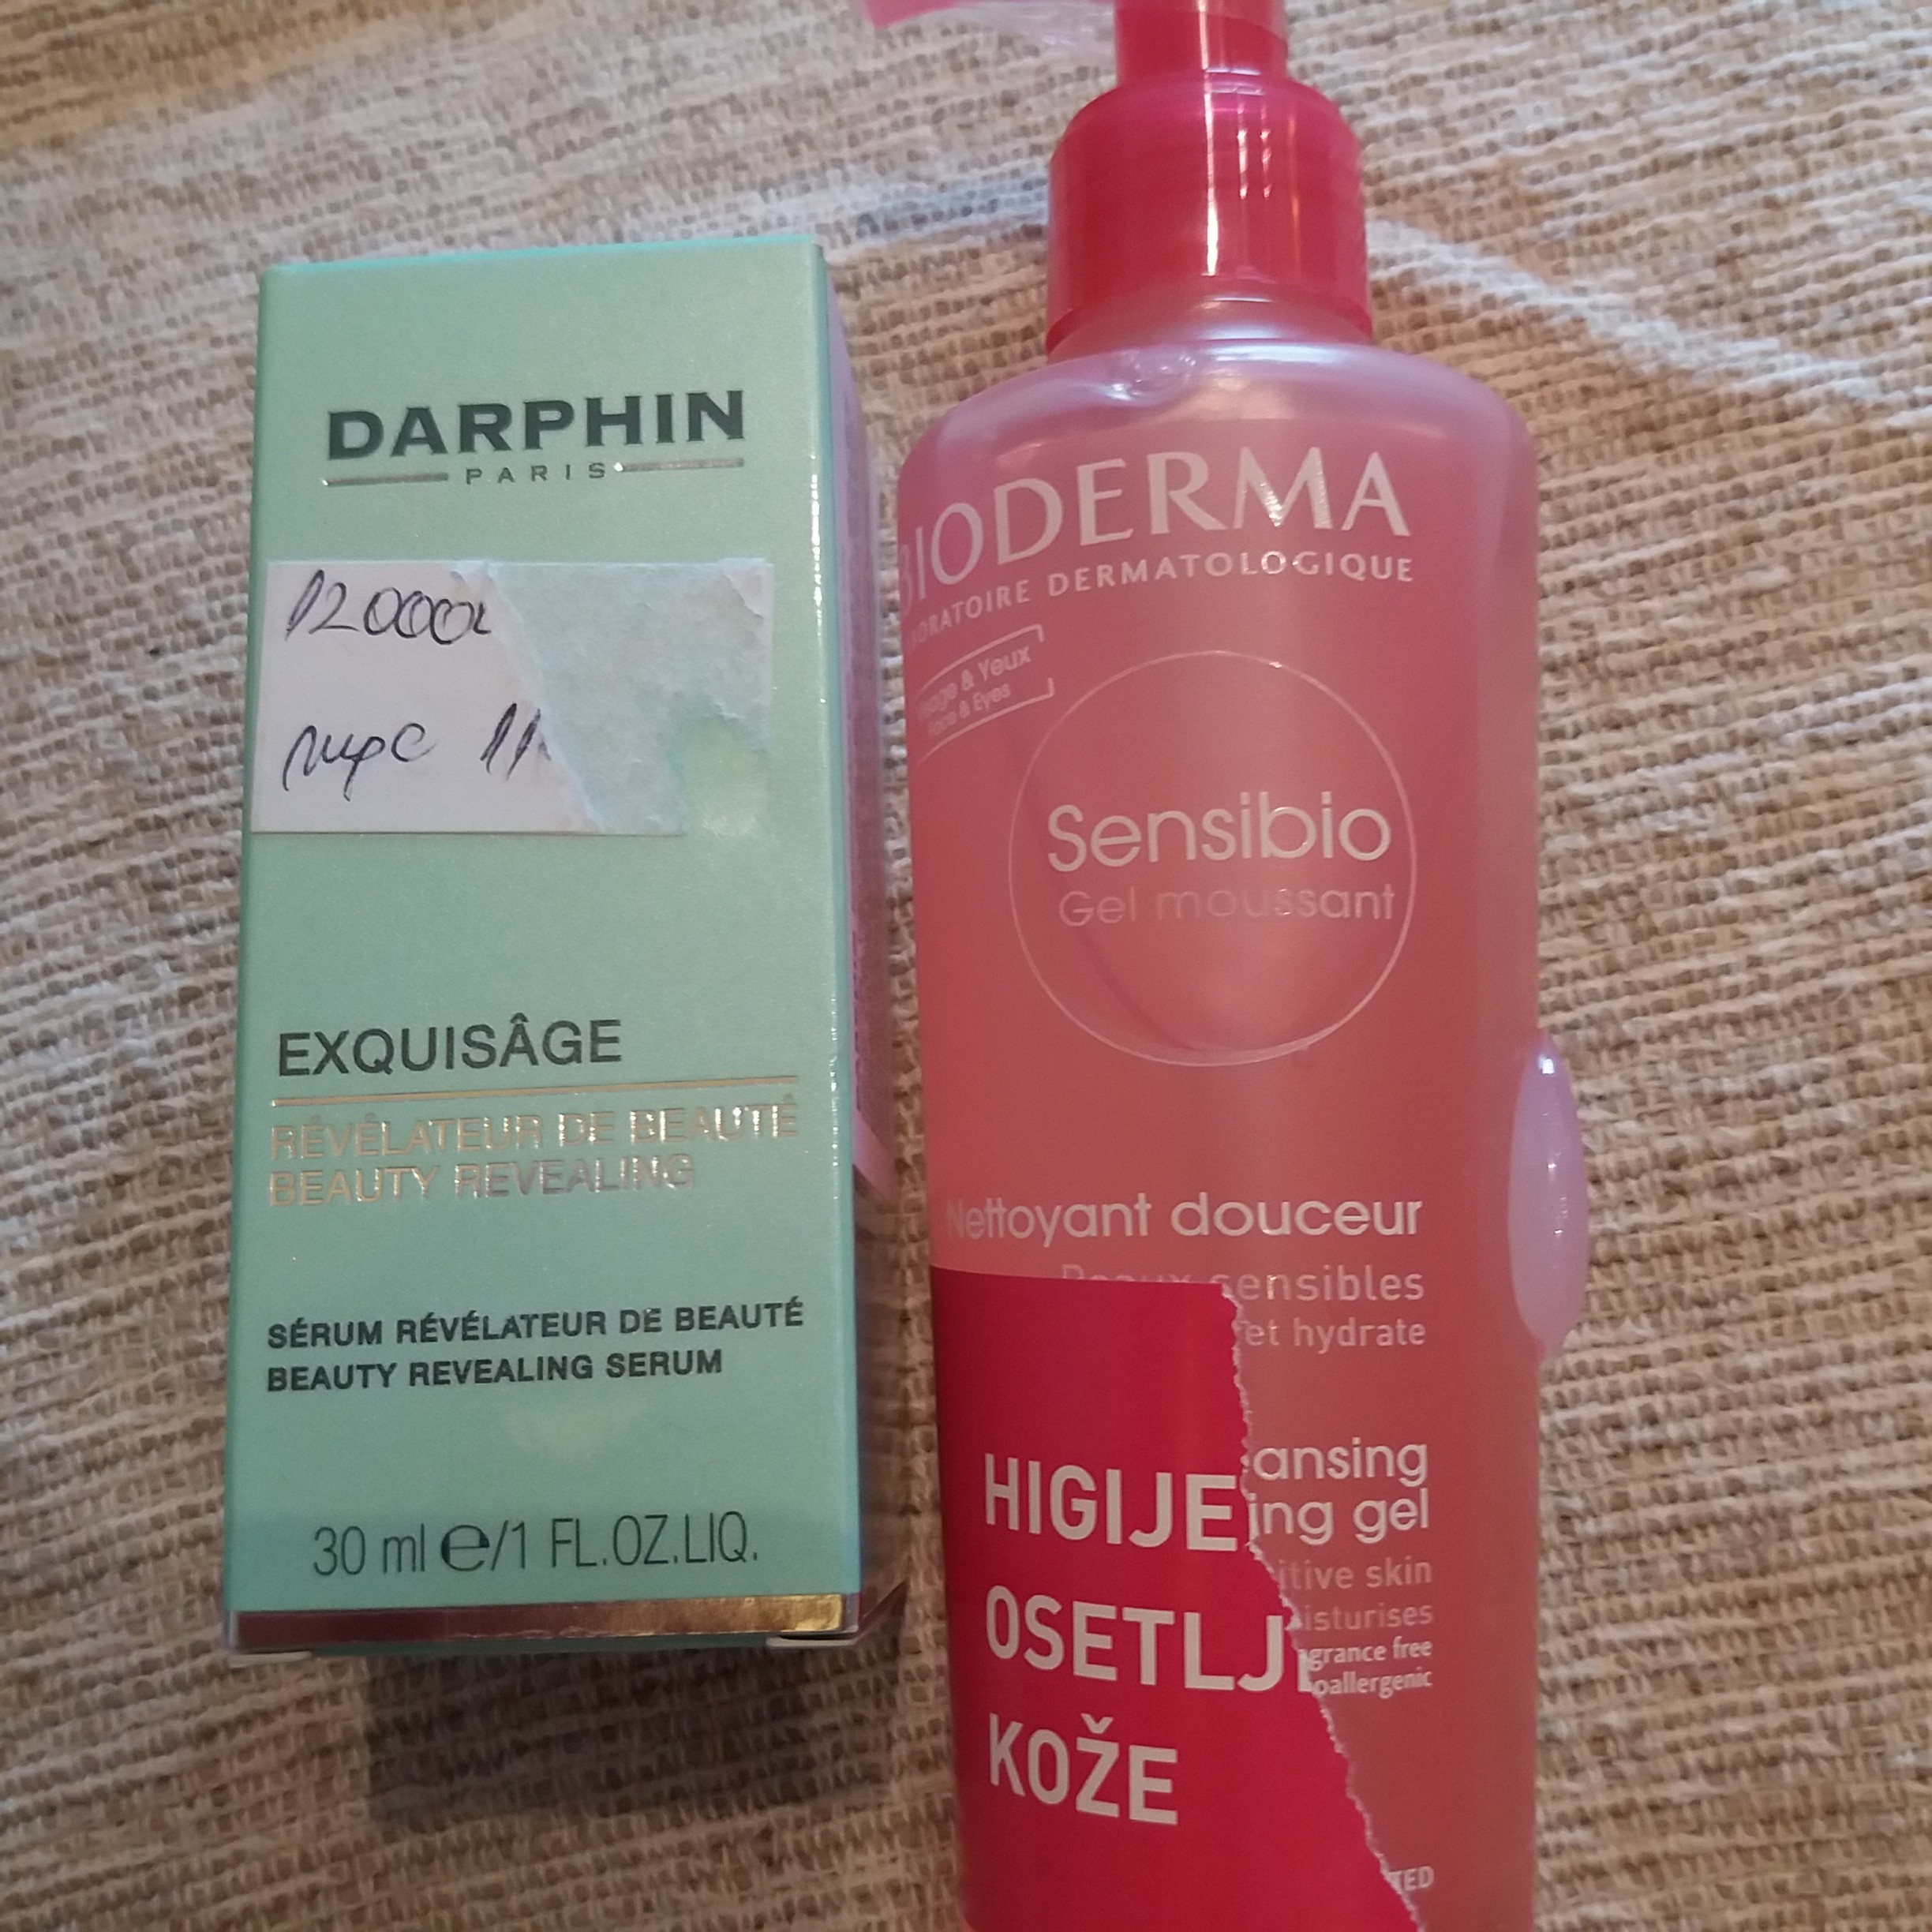 DARPHIN
PARIS
EXQUISÂGE
RÉVÉLATEUR DE BEAUTÉ
BEAUTY REVEALING
SÉRUM RÉVÉLATEUR DE BEAUTÉ
BEAUTY REVEALING SERUM
30 ml e/1 FL.OZ.LIQ.
BIODERMA
LABORATOIRE DERMATOLOGIQUE
Visage & Yeux
Face & Eyes
Sensibio
Gel moussant
Nettoyant douceur
Peaux sensibles
et hydrate
ansing
ing gel
itive skin
isturises
grance free
oallergenic
HIGIJE
OSETLJ
KOŽE
TED